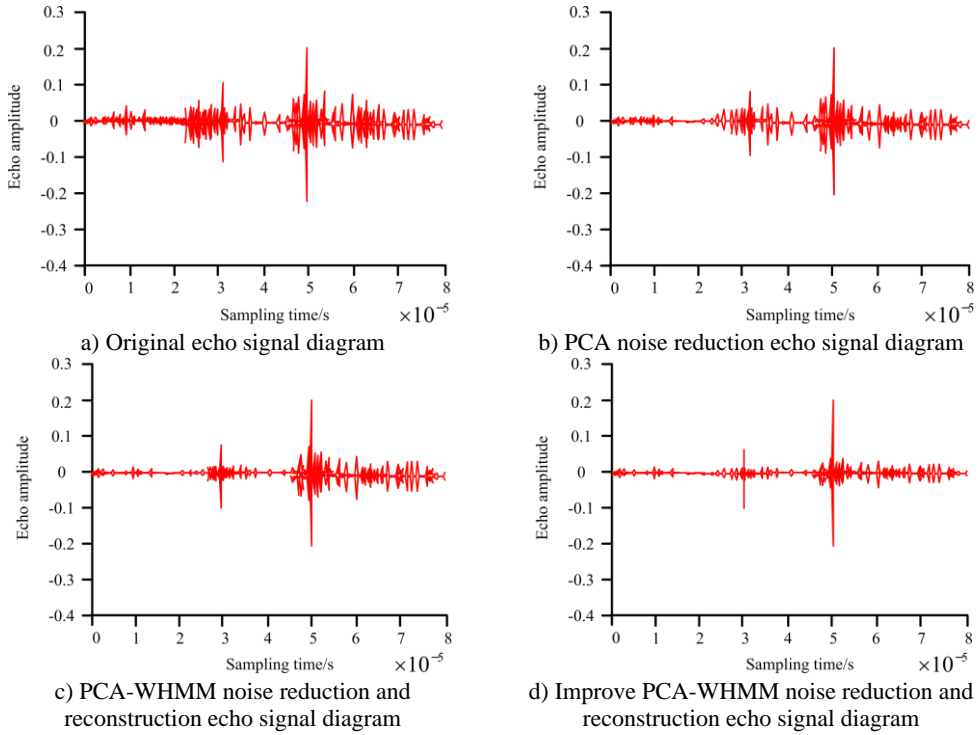 0.3
0.2
0.1
0
-0.1
-0.2
-0.3
-0.4
Echo amplitude
0 1 2 3 4 5 6 7 8
Sampling time/s
×10⁻⁵
a) Original echo signal diagram
0.3
0.2
0.1
0
-0.1
-0.2
-0.3
-0.4
Echo amplitude
0 1 2 3 4 5 6 7 8
Sampling time/s
×10⁻⁵
b) PCA noise reduction echo signal diagram
0.3
0.2
0.1
0
-0.1
-0.2
-0.3
-0.4
Echo amplitude
0 1 2 3 4 5 6 7 8
Sampling time/s
×10⁻⁵
c) PCA-WHMM noise reduction and
reconstruction echo signal diagram
0.3
0.2
0.1
0
-0.1
-0.2
-0.3
-0.4
Echo amplitude
0 1 2 3 4 5 6 7 8
Sampling time/s
×10⁻⁵
d) Improve PCA-WHMM noise reduction and
reconstruction echo signal diagram